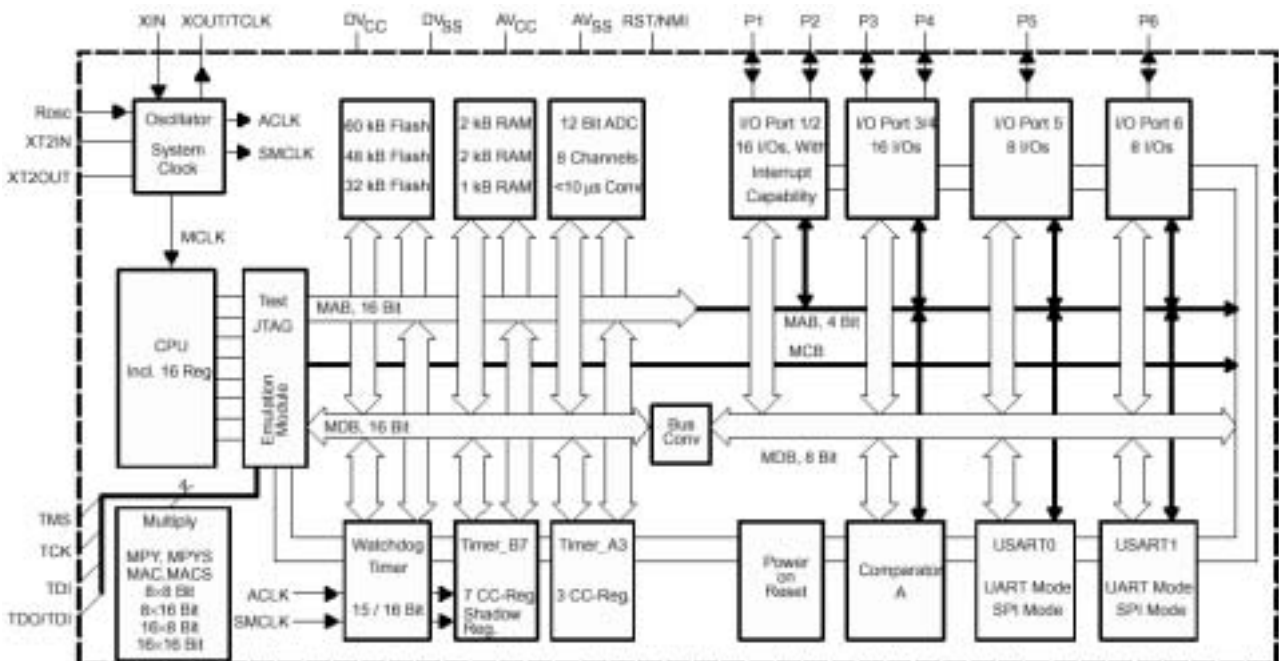 XIN
XOUT/TCLK
DVCC
DVSS
AVCC
AVSS
RST/NMI
P1
P2
P3
P4
P5
P6
Rosc
XT2IN
XT2OUT
Oscillator
System
Clock
ACLK
SMCLK
60 kB Flash
48 kB Flash
32 kB Flash
2 kB RAM
2 kB RAM
1 kB RAM
12 Bit ADC
8 Channels
<10 µs Conv
I/O Port 1/2
16 I/Os, With
Interrupt
Capability
I/O Port 3/4
16 I/Os
I/O Port 5
8 I/Os
I/O Port 6
8 I/Os
MCLK
CPU
Incl. 16 Reg
Test
JTAG
Emulation
Module
MAB, 16 Bit
MAB, 4 Bit
MCB
MDB, 16 Bit
Bus
Conv
MDB, 8 Bit
4
TMS
TCK
TDI
TDO/TDI
Multiply
MPY, MPYS
MAC,MACS
8×8 Bit
8×16 Bit
16×8 Bit
16×16 Bit
ACLK
SMCLK
Watchdog
Timer
15 / 16 Bit
Timer_B7
7 CC-Reg
Shadow
Reg.
Timer_A3
3 CC-Reg.
Power
on
Reset
Comparator
A
USART0
UART Mode
SPI Mode
USART1
UART Mode
SPI Mode